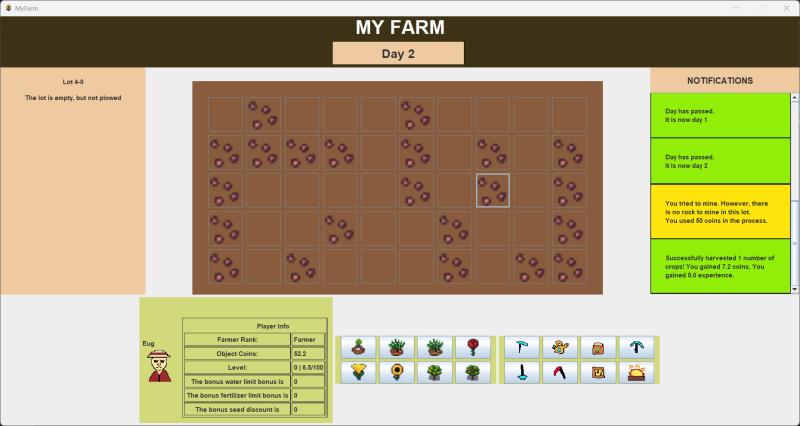 MyFarm
MY FARM
Day 2
Lot 4-0
The lot is empty, but not plowed
NOTIFICATIONS
Day has passed.
It is now day 1
Day has passed.
It is now day 2
You tried to mine. However, there
is no rock to mine in this lot.
You used 50 coins in the process.
Successfully harvested 1 number of
crops! You gained 7.2 coins. You
gained 5.0 experience.
Eug
Player Info
Farmer Rank: Farmer
Object Coins: 52.2
Level: 0 | 6.5/100
The bonus water limit bonus is 0
The bonus fertilizer limit bonus is 0
The bonus seed discount is 0